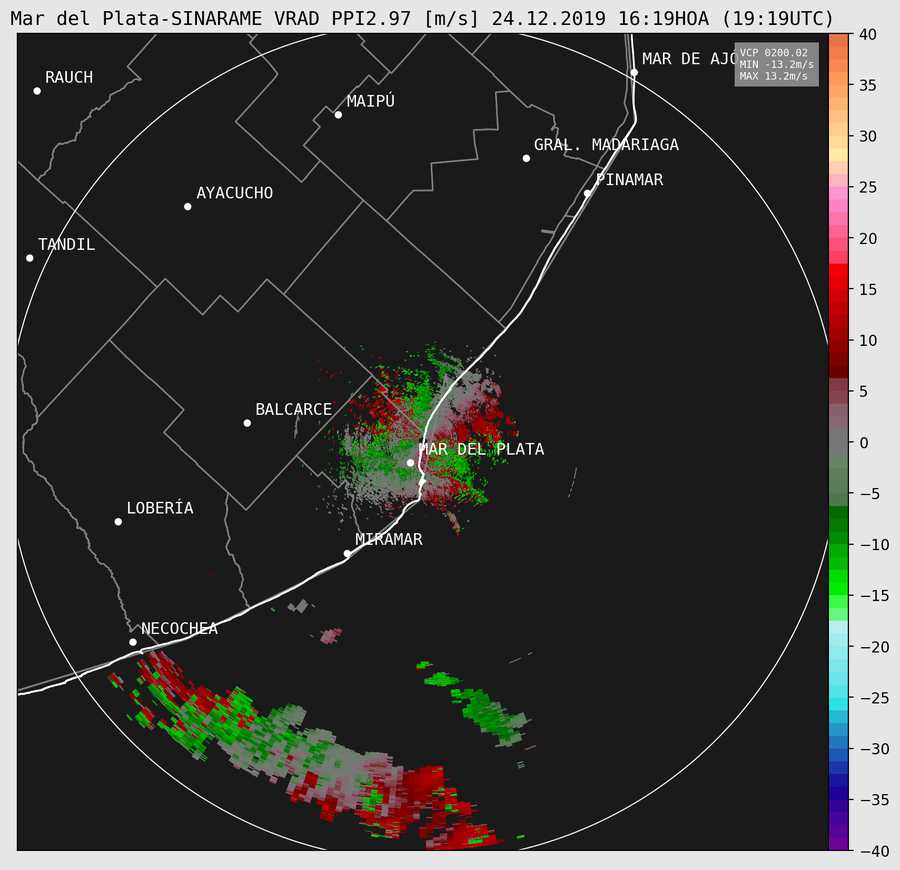 Mar del Plata-SINARAME VRAD PPI2.97 [m/s] 24.12.2019 16:19HOA (19:19UTC)
VCP 0200.02
MIN -13.2m/s
MAX 13.2m/s
MAR DE AJÓ
RAUCH
MAIPÚ
GRAL. MADARIAGA
PINAMAR
AYACUCHO
TANDIL
BALCARCE
MAR DEL PLATA
LOBERÍA
MIRAMAR
NECOCHEA
40
35
30
25
20
15
10
5
0
−5
−10
−15
−20
−25
−30
−35
−40